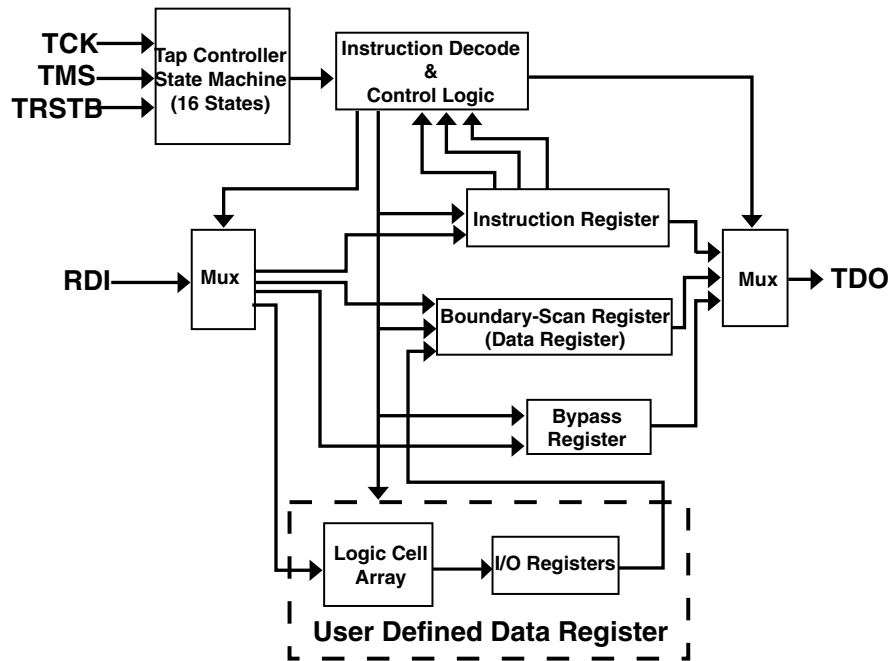 TCK
TMS
TRSTB
Tap Controller
State Machine
(16 States)
Instruction Decode
&
Control Logic
RDI
Mux
Instruction Register
Boundary-Scan Register
(Data Register)
Bypass
Register
Mux
TDO
Logic Cell
Array
I/O Registers
User Defined Data Register